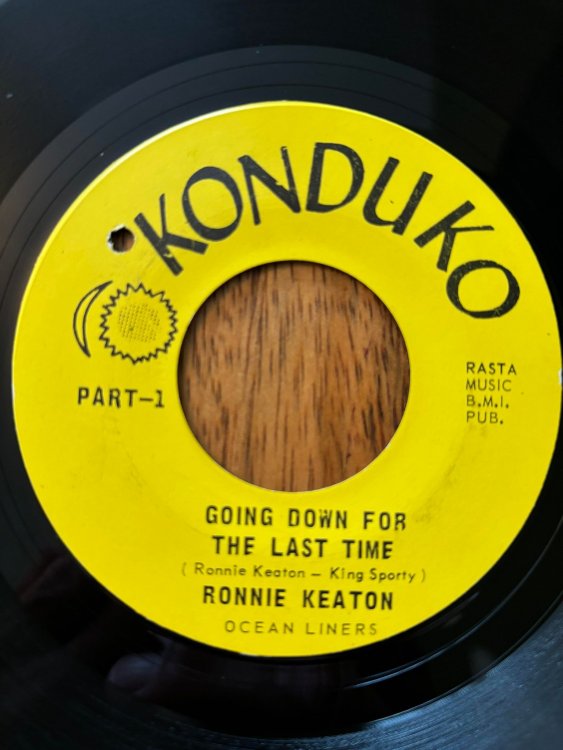 KONDUKO
PART-1
RASTA
MUSIC
B.M.I.
PUB.
GOING DOWN FOR
THE LAST TIME
( Ronnie Keaton – King Sporty )
RONNIE KEATON
OCEAN LINERS